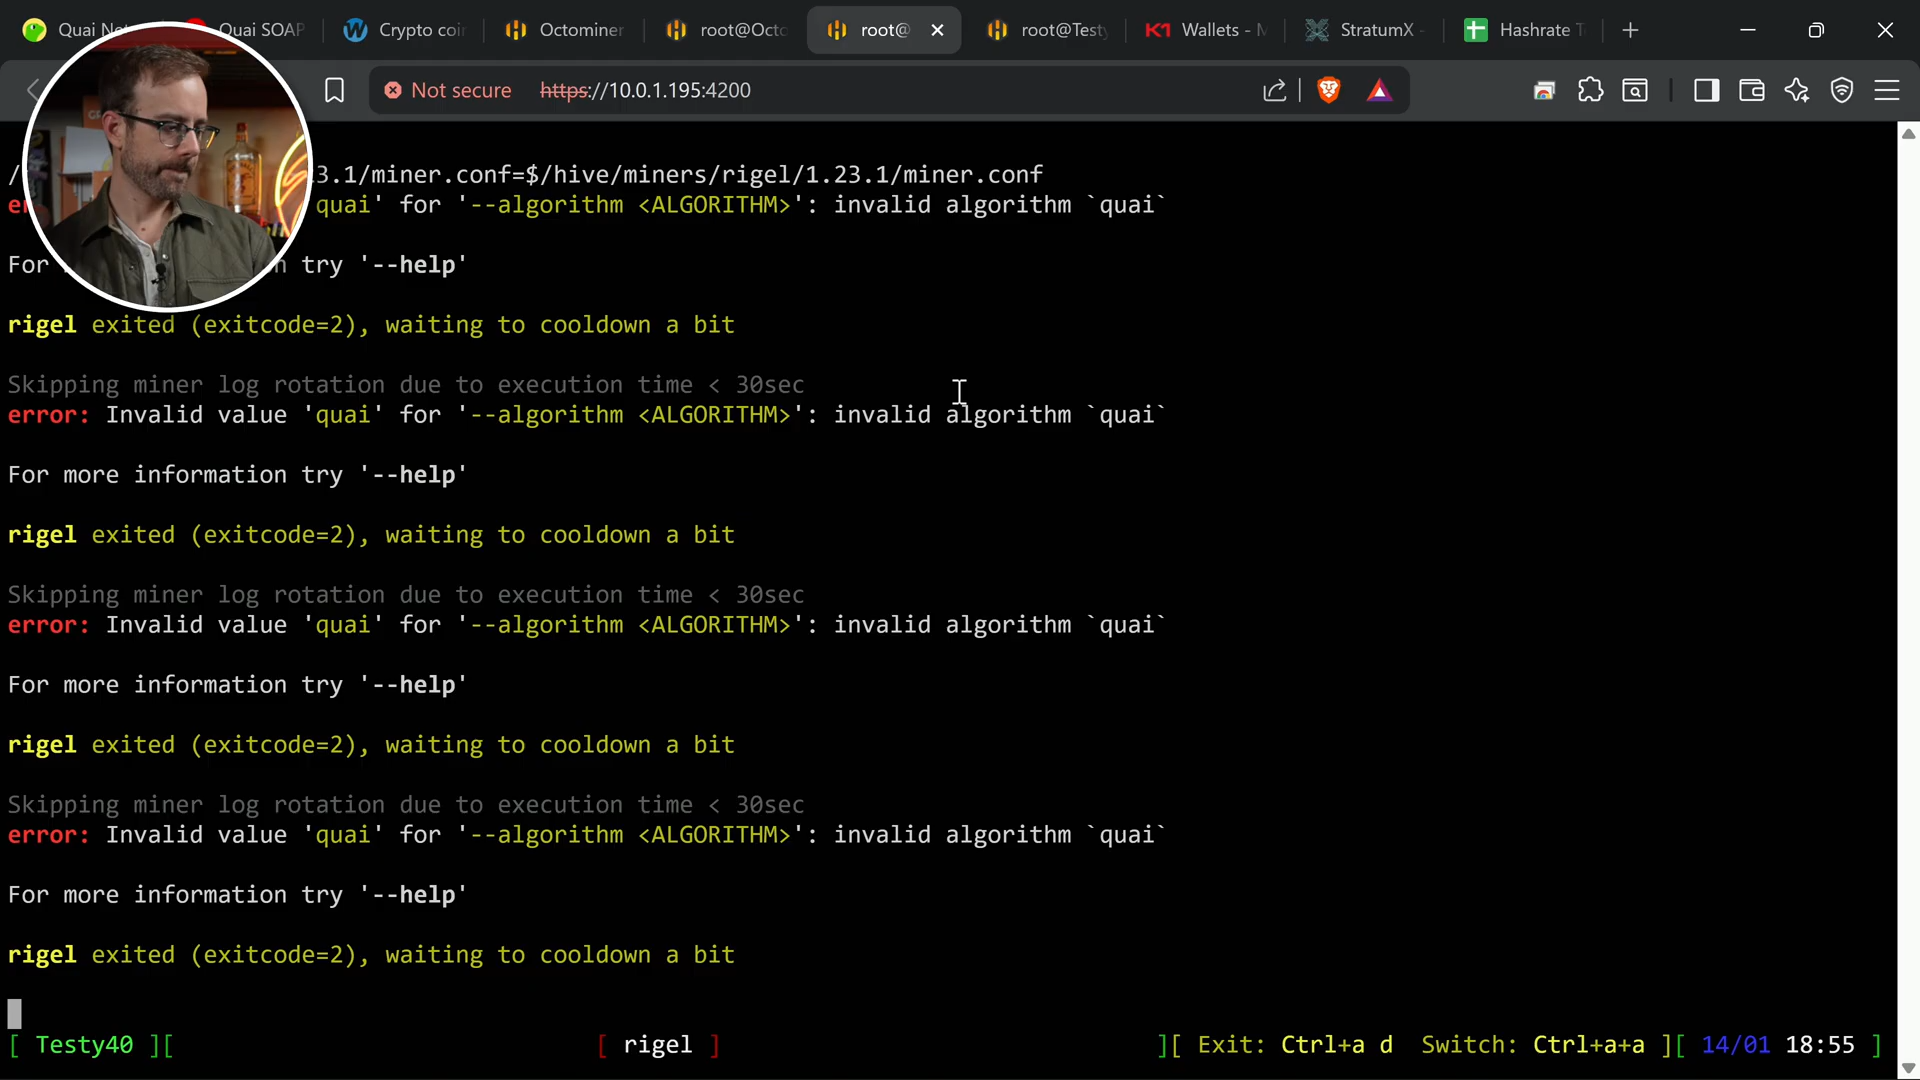 Quai Ne
Quai SOAP
Crypto coi
Octominer
root@Octo
root@
root@Testy
K1 Wallets - M
StratumX -
Hashrate T
Not secure https://10.0.1.195:4200
/ 3.1/miner.conf=$/hive/miners/rigel/1.23.1/miner.conf
er 'quai' for '--algorithm <ALGORITHM>': invalid algorithm `quai`
For n try '--help'
rigel exited (exitcode=2), waiting to cooldown a bit
Skipping miner log rotation due to execution time < 30sec
error: Invalid value 'quai' for '--algorithm <ALGORITHM>': invalid algorithm `quai`
For more information try '--help'
rigel exited (exitcode=2), waiting to cooldown a bit
Skipping miner log rotation due to execution time < 30sec
error: Invalid value 'quai' for '--algorithm <ALGORITHM>': invalid algorithm `quai`
For more information try '--help'
rigel exited (exitcode=2), waiting to cooldown a bit
Skipping miner log rotation due to execution time < 30sec
error: Invalid value 'quai' for '--algorithm <ALGORITHM>': invalid algorithm `quai`
For more information try '--help'
rigel exited (exitcode=2), waiting to cooldown a bit
[ Testy40 ][ [ rigel ] ][ Exit: Ctrl+a d Switch: Ctrl+a+a ][ 14/01 18:55 ]